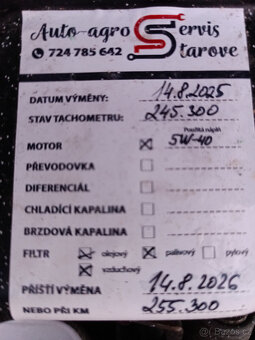 Auto-agro Servis
Starove
724 785 642
DATUM VÝMĚNY: 14.8.2025
STAV TACHOMETRU: 245.300
Použitá náplň
MOTOR 5W-40
PŘEVODOVKA
DIFERENCIÁL
CHLADÍCÍ KAPALINA
BRZDOVÁ KAPALINA
FILTR olejový palivový pylový
vzduchový
PŘÍŠTÍ VÝMĚNA 14.8.2026
NEBO PŘI KM 255.300